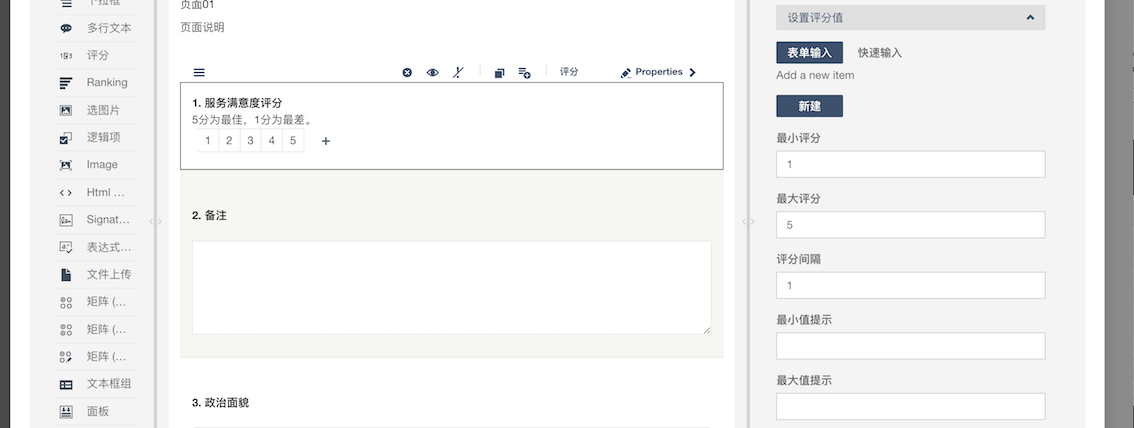 下拉框
多行文本
评分
Ranking
选图片
逻辑项
Image
Html ...
Signat...
表达式...
文件上传
矩阵 (...
矩阵 (...
矩阵 (...
文本框组
面板
页面01
页面说明
评分
Properties
1. 服务满意度评分
5分为最佳，1分为最差。
1 2 3 4 5 +
2. 备注
3. 政治面貌
设置评分值
表单输入 快速输入
Add a new item
新建
最小评分
1
最大评分
5
评分间隔
1
最小值提示
最大值提示